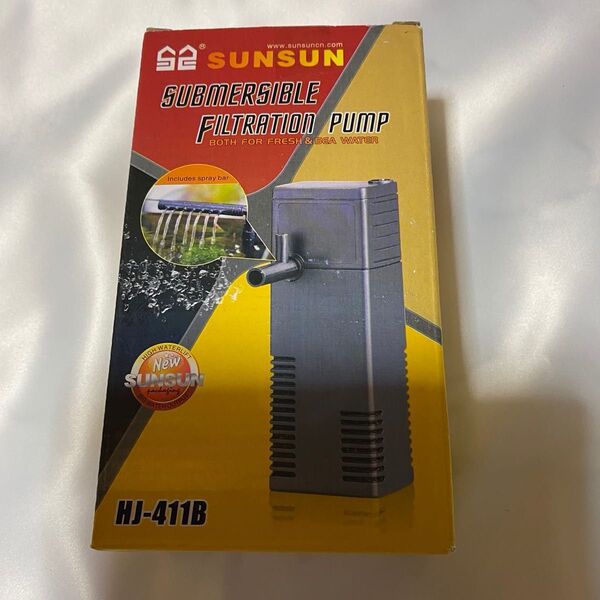 www.sunsuncn.com
® SUNSUN
SUBMERSIBLE
FILTRATION PUMP
BOTH FOR FRESH & SEA WATER
Includes spray bar
New
SUNSUN
packaging
HJ-411B